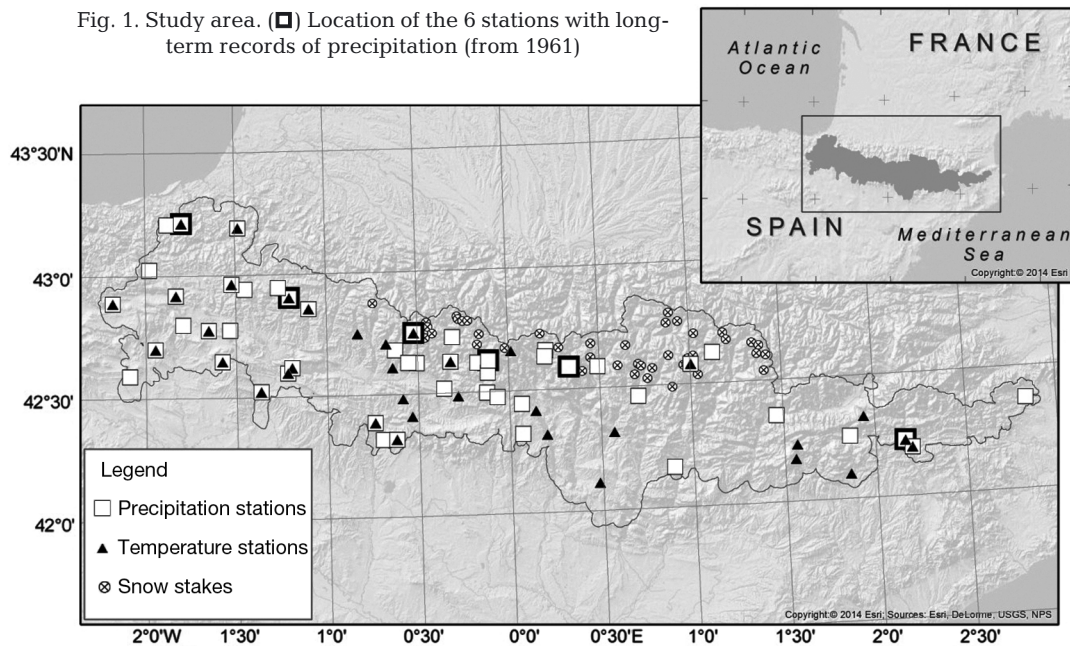 Fig. 1. Study area. ( ) Location of the 6 stations with long-
term records of precipitation (from 1961)
Atlantic
Ocean
FRANCE
SPAIN
Mediterranean
Sea
Copyright:© 2014 Esri
43°30'N
43°0'
42°30'
42°0'
Legend
Precipitation stations
Temperature stations
Snow stakes
Copyright:© 2014 Esri; Sources: Esri, DeLorme, USGS, NPS
2°0'W 1°30' 1°0' 0°30' 0°0' 0°30'E 1°0' 1°30' 2°0' 2°30'